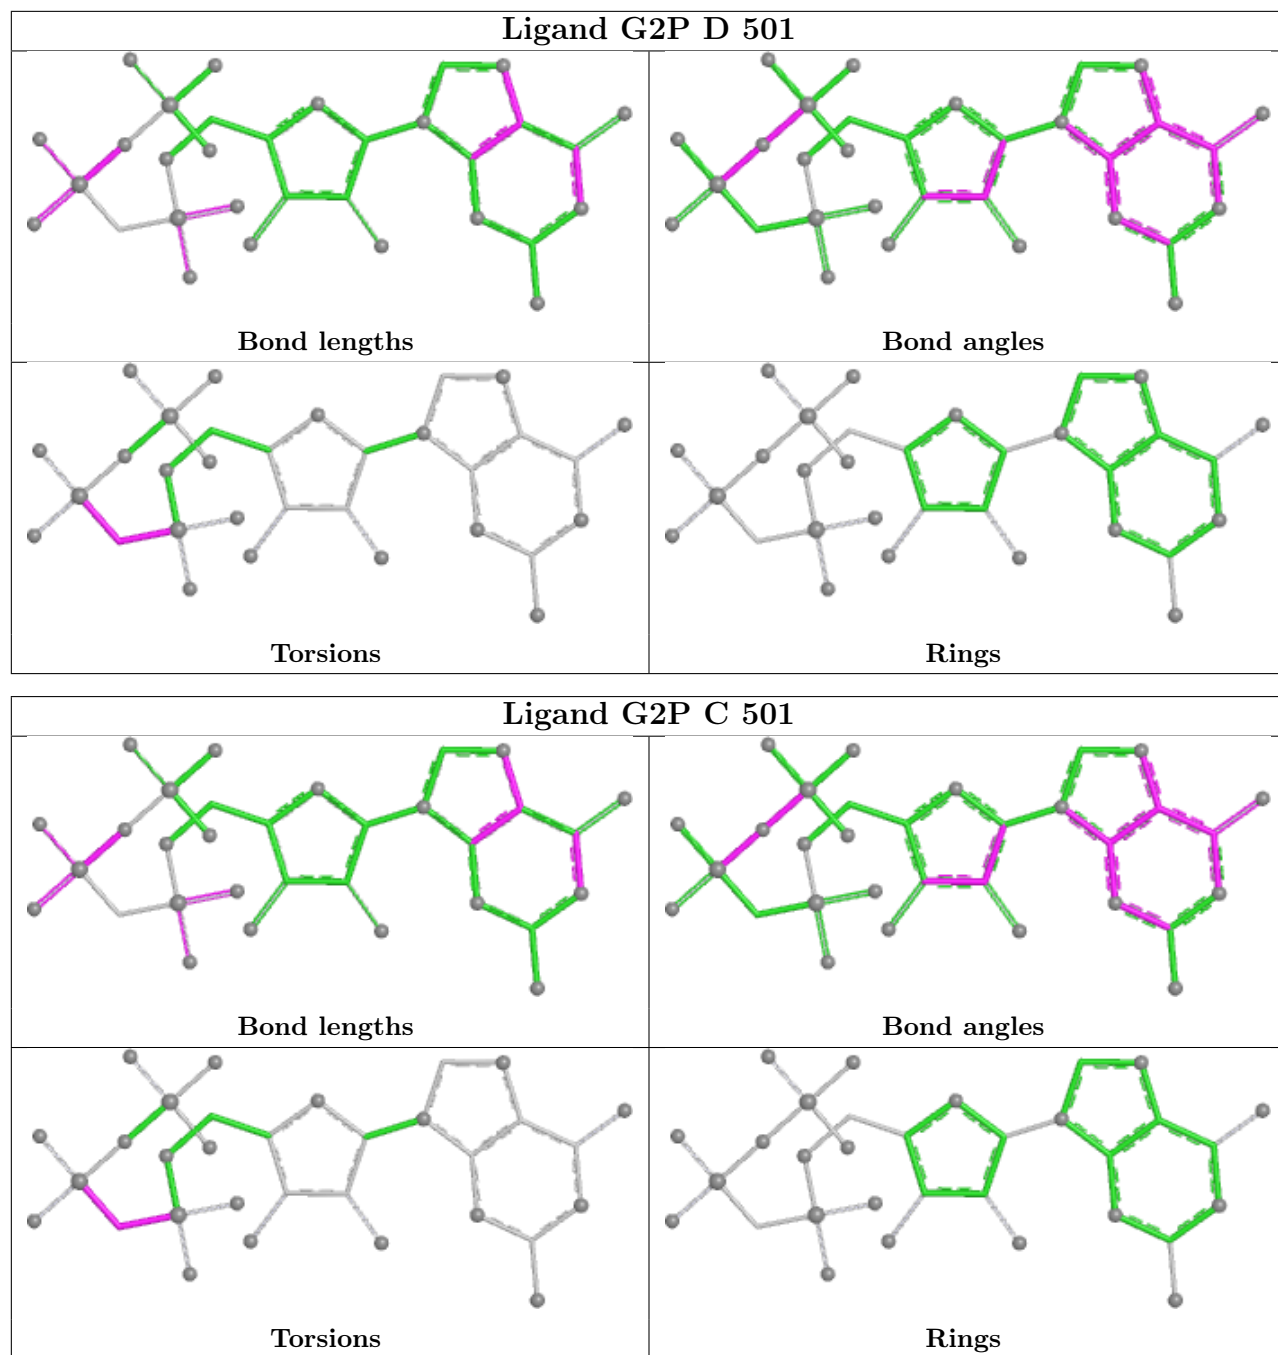 Ligand G2P D 501
Bond lengths
Bond angles
Torsions
Rings
Ligand G2P C 501
Bond lengths
Bond angles
Torsions
Rings